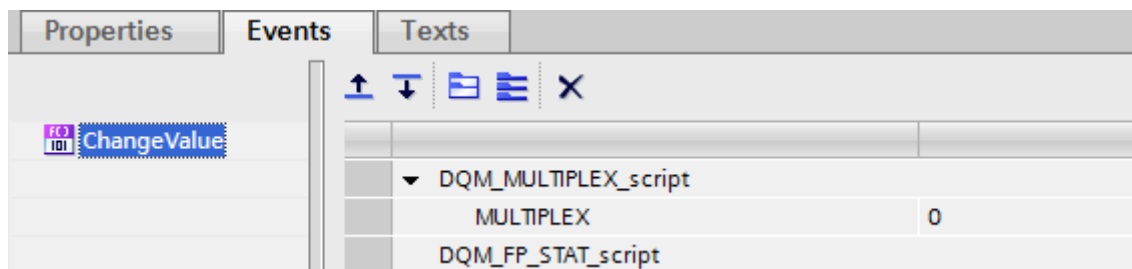 Properties Events Texts
ChangeValue
DQM_MULTIPLEX_script
MULTIPLEX 0
DQM_FP_STAT_script